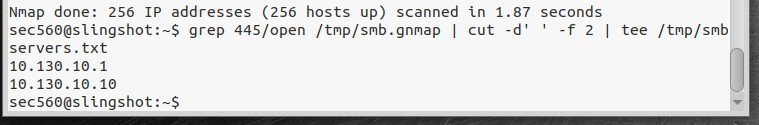 Nmap done: 256 IP addresses (256 hosts up) scanned in 1.87 seconds
sec560@slingshot:~$ grep 445/open /tmp/smb.gnmap | cut -d' ' -f 2 | tee /tmp/smb
servers.txt
10.130.10.1
10.130.10.10
sec560@slingshot:~$